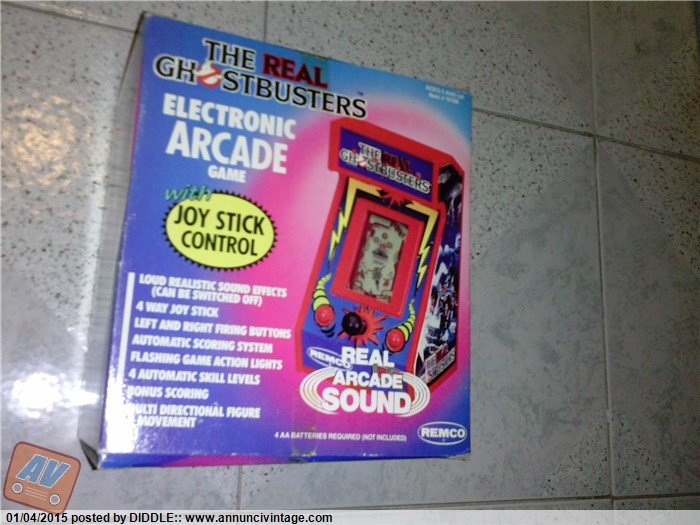 THE REAL
GHOSTBUSTERS
ELECTRONIC
ARCADE
GAME
with
JOY STICK
CONTROL
LOUD REALISTIC SOUND EFFECTS
(CAN BE SWITCHED OFF)
4 WAY JOY STICK
LEFT AND RIGHT FIRING BUTTONS
AUTOMATIC SCORING SYSTEM
FLASHING GAME ACTION LIGHTS
4 AUTOMATIC SKILL LEVELS
BONUS SCORING
MULTI DIRECTIONAL FIGURE
MOVEMENT
THE REAL
GHOSTBUSTERS
REMCO
REAL
ARCADE
SOUND
4 AA BATTERIES REQUIRED (NOT INCLUDED)
REMCO
AV
01/04/2015 posted by DIDDLE:: www.annuncivintage.com